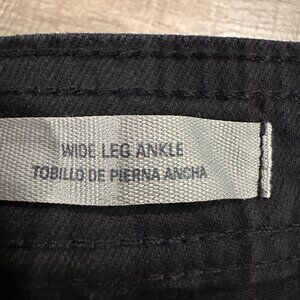 WIDE LEG ANKLE
TOBILLO DE PIERNA ANCHA